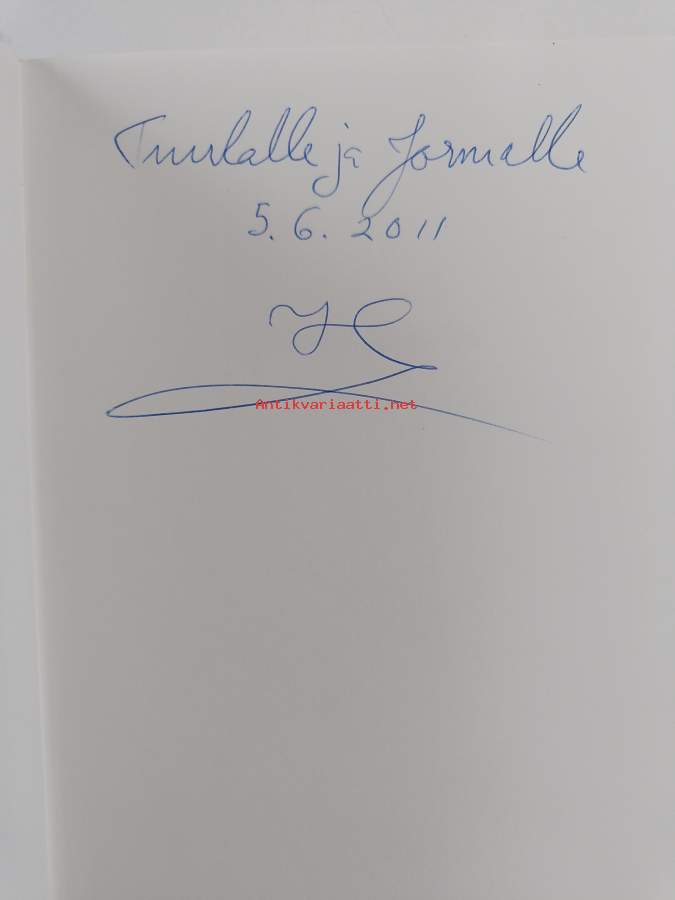 Tuulalle ja Jormalle
5.6. 2011
Antikvariaatti.net